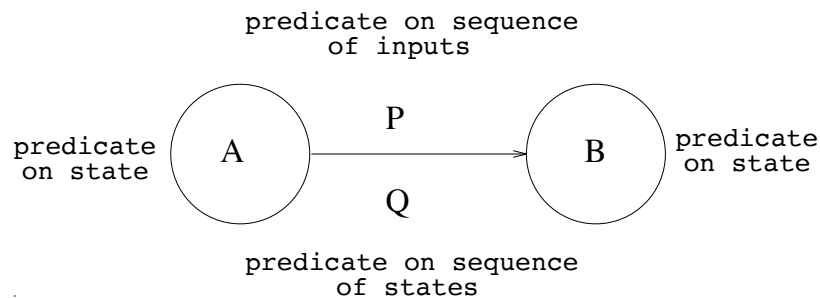 predicate on sequence
of inputs
P
predicate
on state
A
B
predicate
on state
Q
predicate on sequence
of states